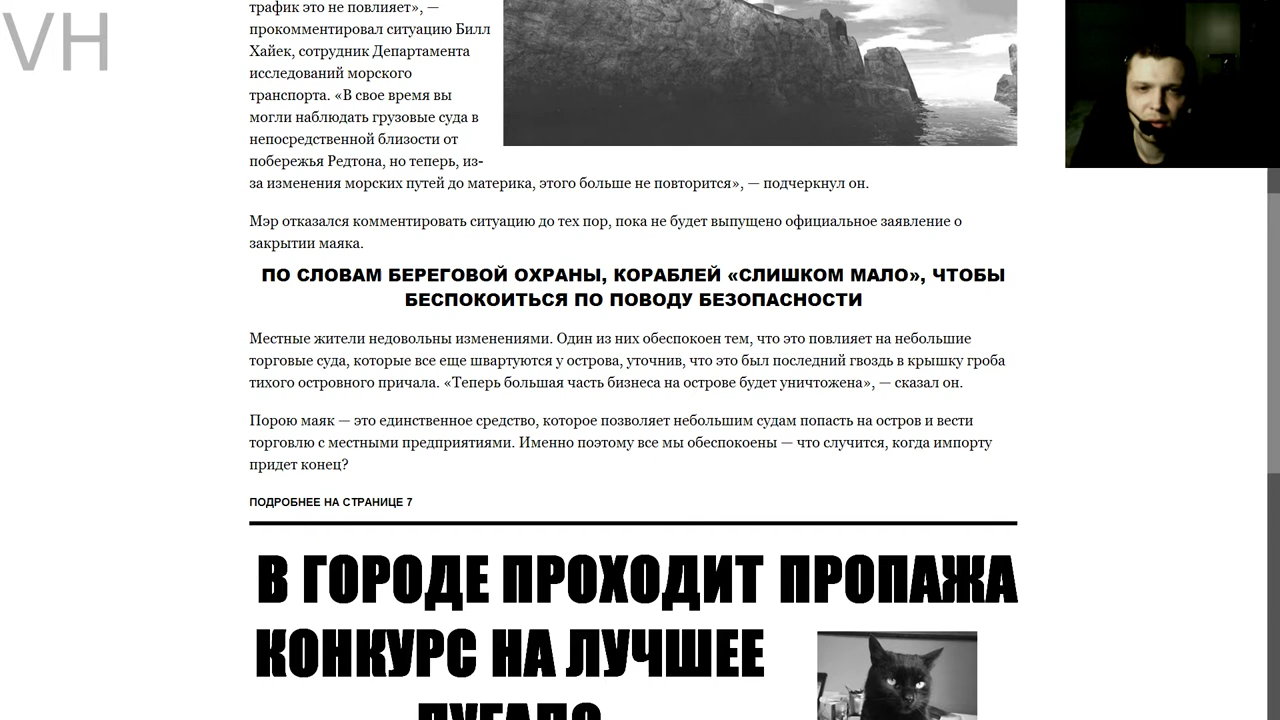 VH
трафик это не повлияет», —
прокомментировал ситуацию Билл
Хайек, сотрудник Департамента
исследований морского
транспорта. «В свое время вы
могли наблюдать грузовые суда в
непосредственной близости от
побережья Редтона, но теперь, из-
за изменения морских путей до материка, этого больше не повторится», — подчеркнул он.
Мэр отказался комментировать ситуацию до тех пор, пока не будет выпущено официальное заявление о
закрытии маяка.
ПО СЛОВАМ БЕРЕГОВОЙ ОХРАНЫ, КОРАБЛЕЙ «СЛИШКОМ МАЛО», ЧТОБЫ
БЕСПОКОИТЬСЯ ПО ПОВОДУ БЕЗОПАСНОСТИ
Местные жители недовольны изменениями. Один из них обеспокоен тем, что это повлияет на небольшие
торговые суда, которые все еще швартуются у острова, уточнив, что это был последний гвоздь в крышку гроба
тихого островного причала. «Теперь большая часть бизнеса на острове будет уничтожена», — сказал он.
Порою маяк — это единственное средство, которое позволяет небольшим судам попасть на остров и вести
торговлю с местными предприятиями. Именно поэтому все мы обеспокоены — что случится, когда импорту
придет конец?
ПОДРОБНЕЕ НА СТРАНИЦЕ 7
В ГОРОДЕ ПРОХОДИТ
КОНКУРС НА ЛУЧШЕЕ
ПУГАЛО
ПРОПАЖА